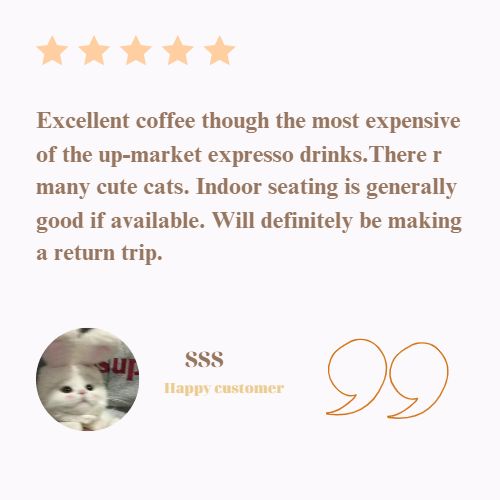 Excellent coffee though the most expensive
of the up-market expresso drinks.There r
many cute cats. Indoor seating is generally
good if available. Will definitely be making
a return trip.
sup
SSS
Happy customer